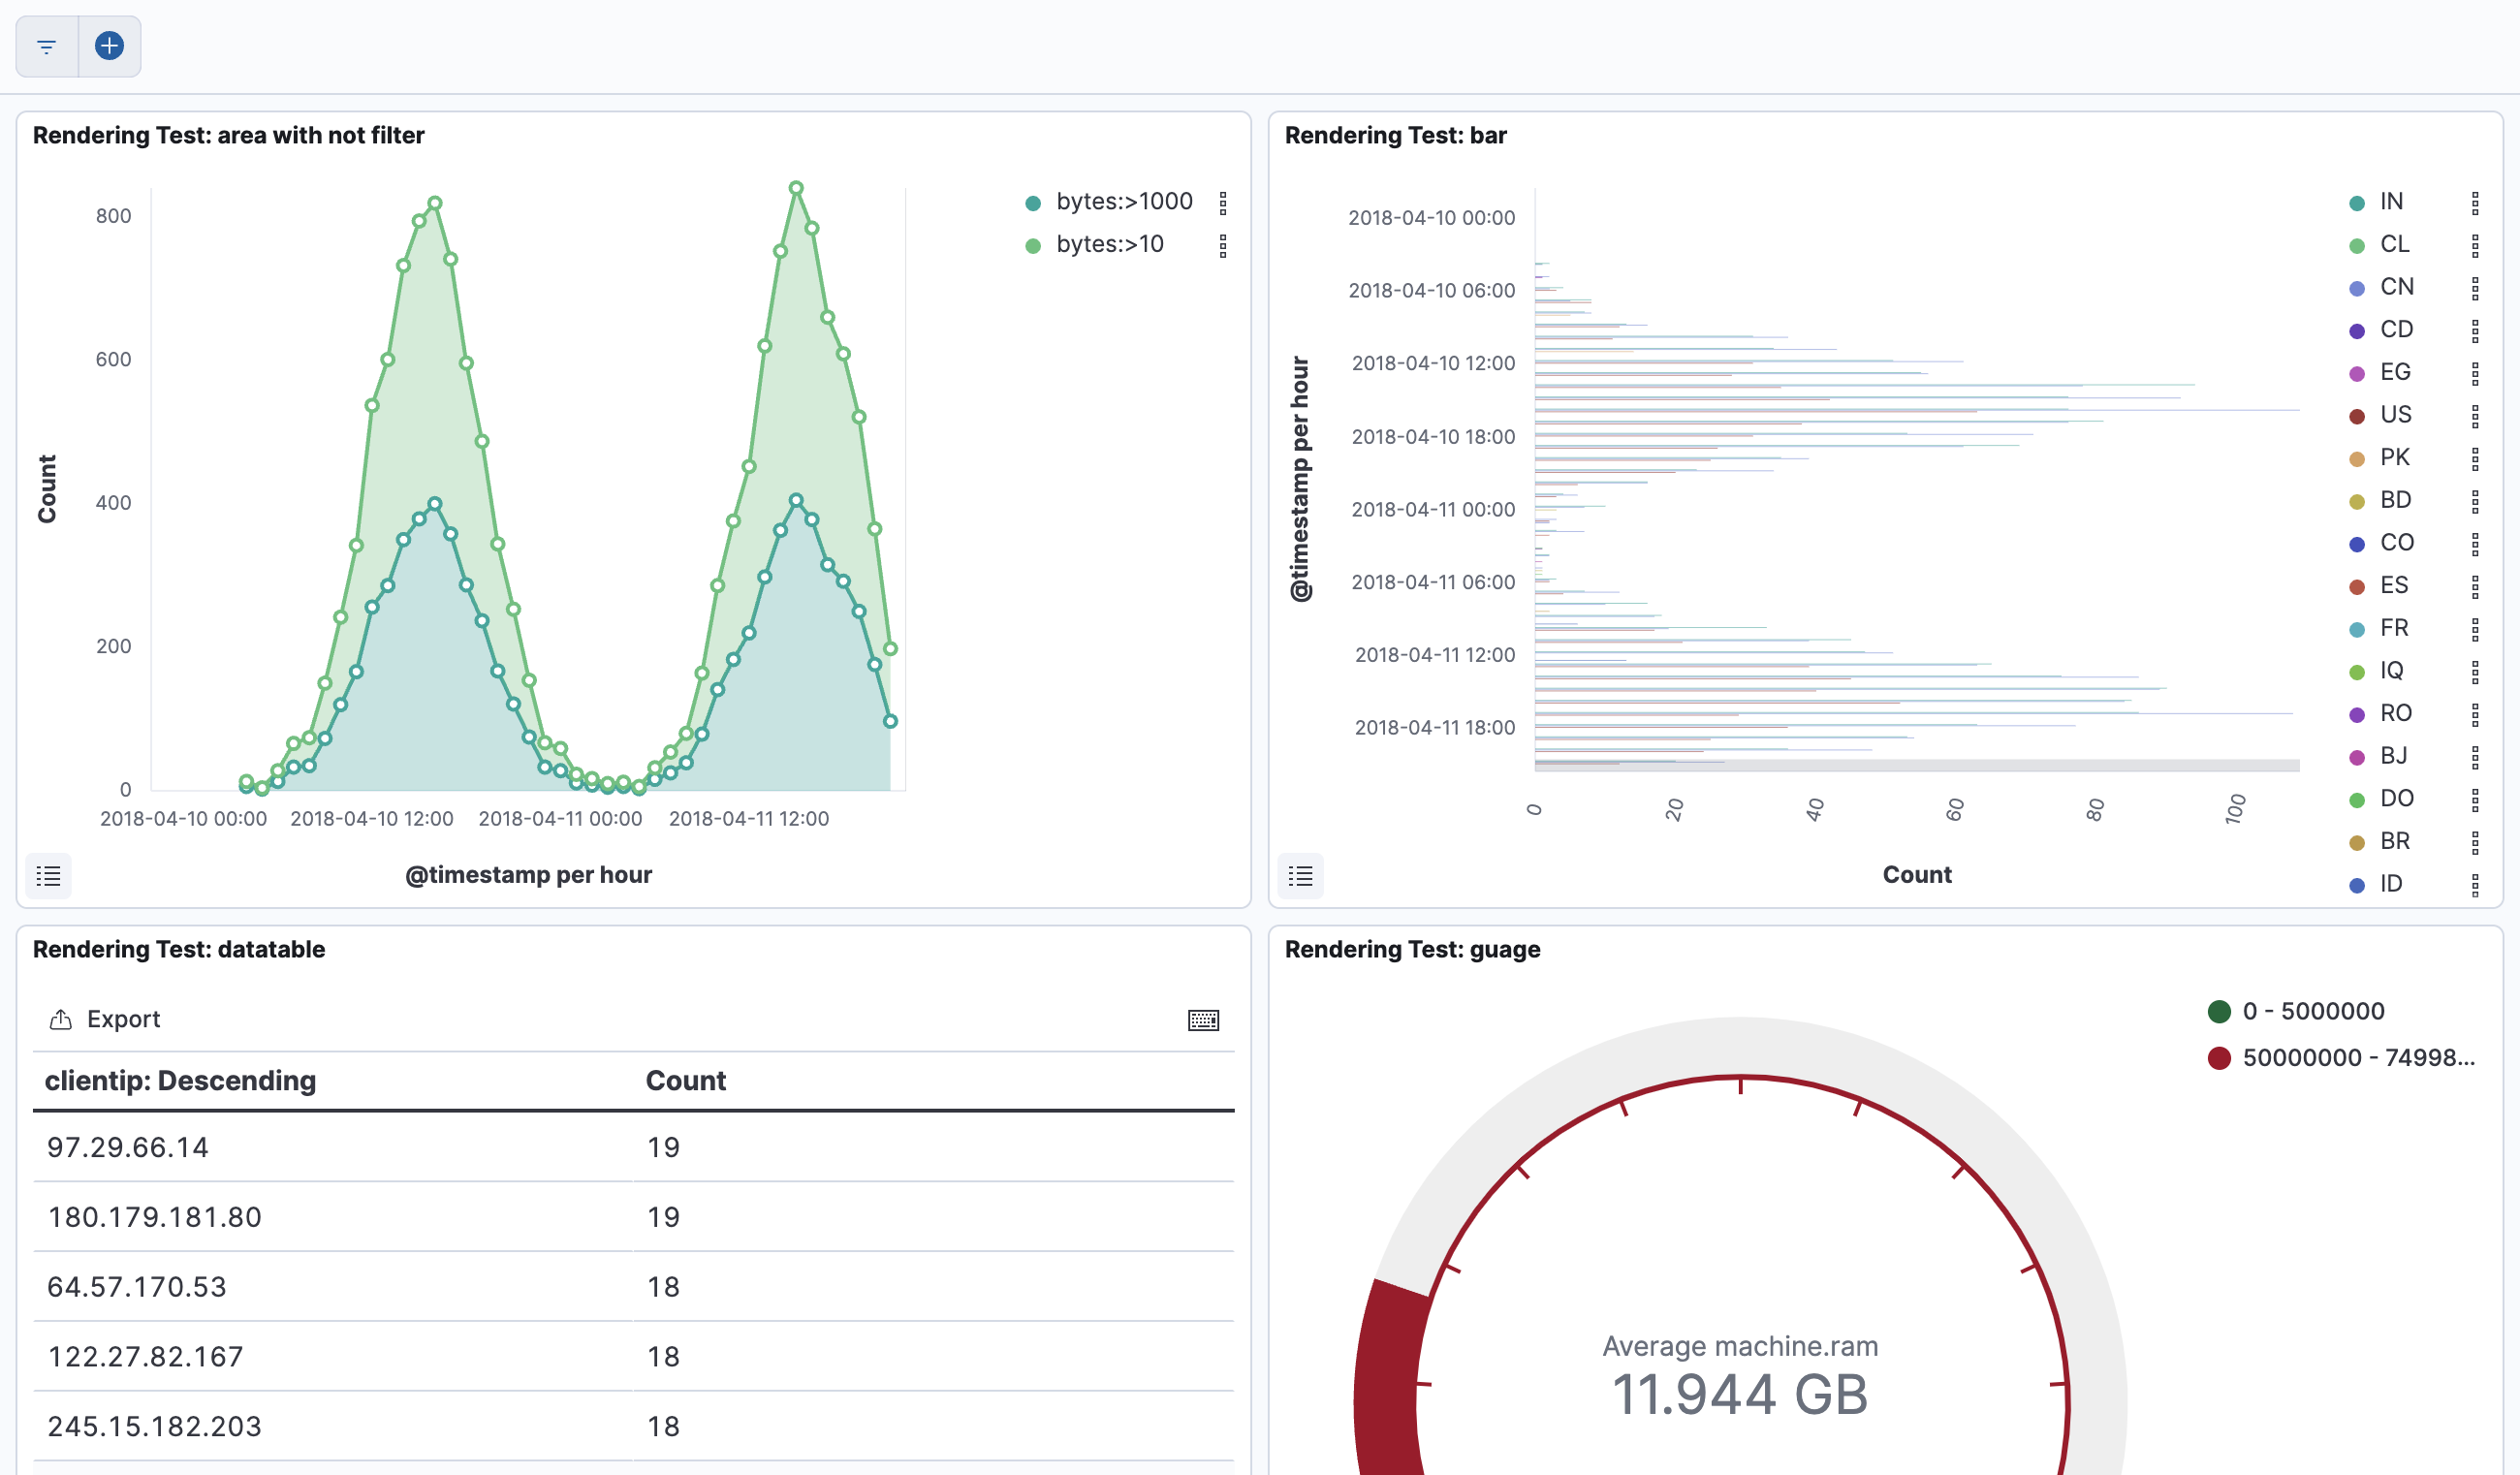 Rendering Test: area with not filter
800
600
400
200
0
Count
2018-04-10 00:00
2018-04-10 12:00
2018-04-11 00:00
2018-04-11 12:00
@timestamp per hour
bytes:>1000
bytes:>10
Rendering Test: bar
@timestamp per hour
2018-04-10 00:00
2018-04-10 06:00
2018-04-10 12:00
2018-04-10 18:00
2018-04-11 00:00
2018-04-11 06:00
2018-04-11 12:00
2018-04-11 18:00
0
20
40
60
80
100
Count
IN
CL
CN
CD
EG
US
PK
BD
CO
ES
FR
IQ
RO
BJ
DO
BR
ID
Rendering Test: datatable
Export
clientip: Descending Count
97.29.66.14 19
180.179.181.80 19
64.57.170.53 18
122.27.82.167 18
245.15.182.203 18
Rendering Test: guage
0 - 5000000
50000000 - 74998...
Average machine.ram
11.944 GB